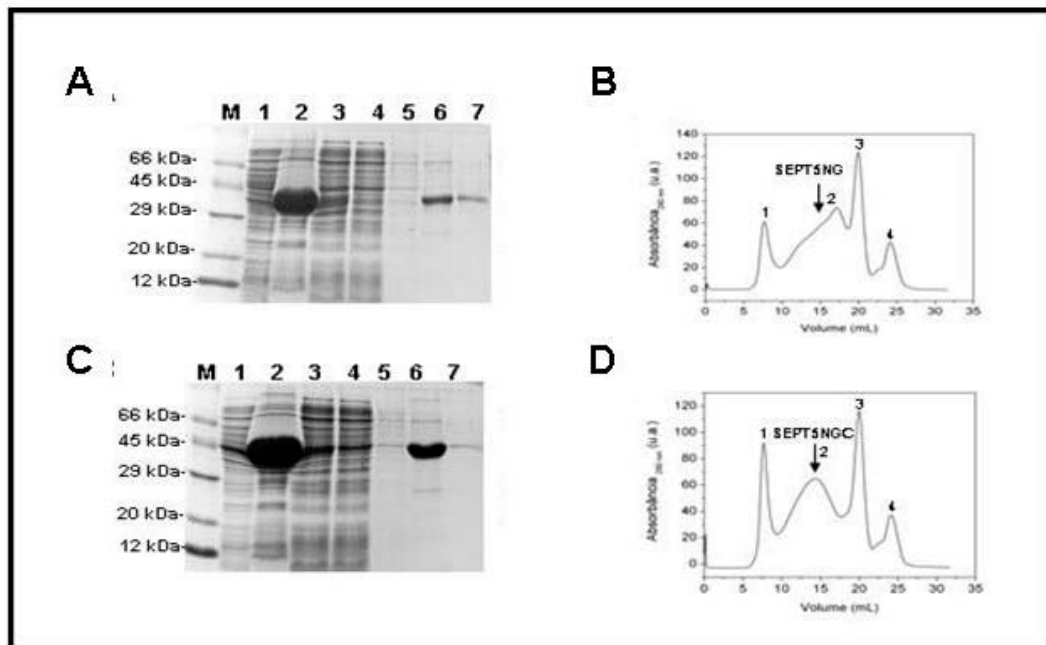 A
M 1 2 3 4 5 6 7
66 kDa-
45 kDa-
29 kDa-
20 kDa-
12 kDa-
B
140
120
100
80
60
40
20
0
Absorbância280 nm (u.a.)
1
SEPT5NG
2
3
4
0 5 10 15 20 25 30 35
Volume (mL)
C
M 1 2 3 4 5 6 7
66 kDa-
45 kDa-
29 kDa-
20 kDa-
12 kDa-
D
120
100
80
60
40
20
0
Absorbância280 nm (u.a.)
1
SEPT5NGC
2
3
4
0 5 10 15 20 25 30 35
Volume (mL)